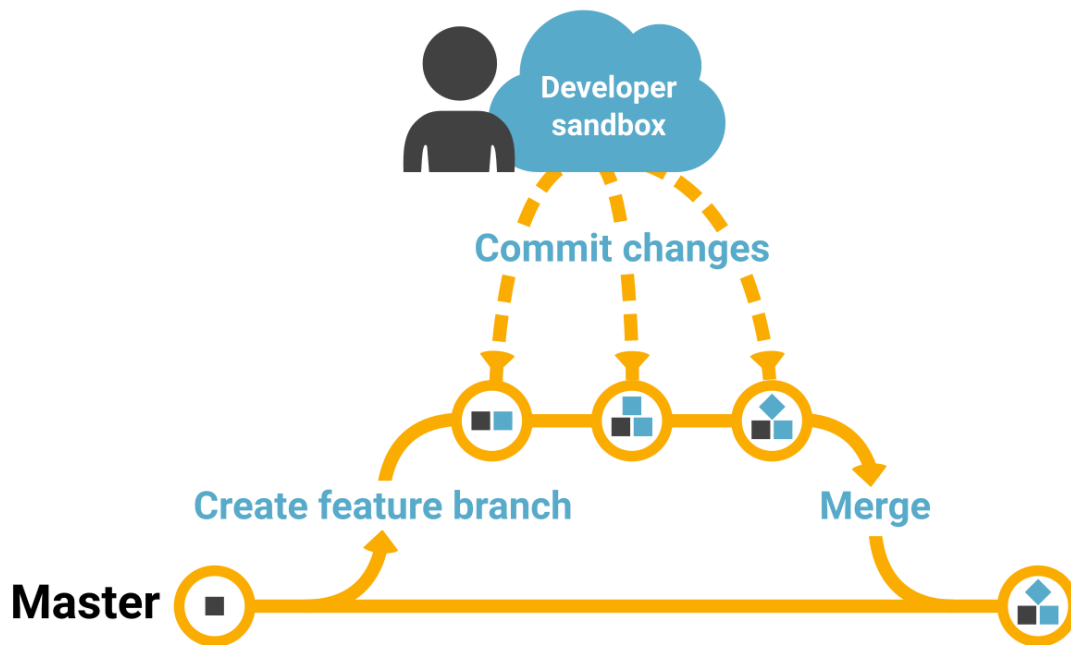 Developer
sandbox
Commit changes
Create feature branch
Merge
Master